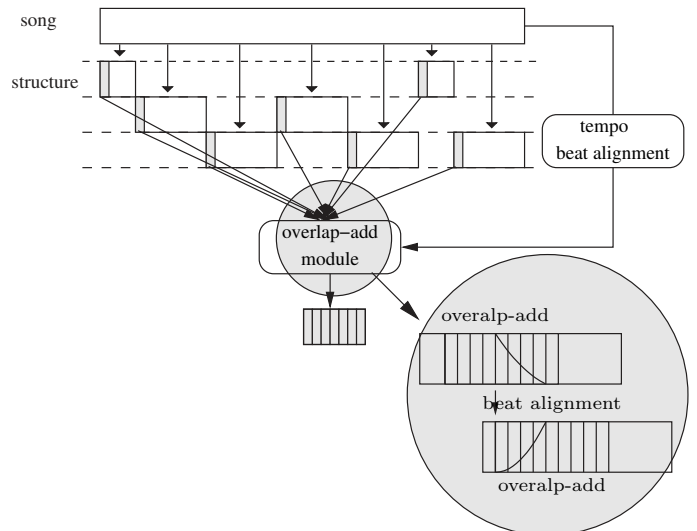 song
structure
tempo
beat alignment
overlap−add
module
overalp-add
beat alignment
overalp-add